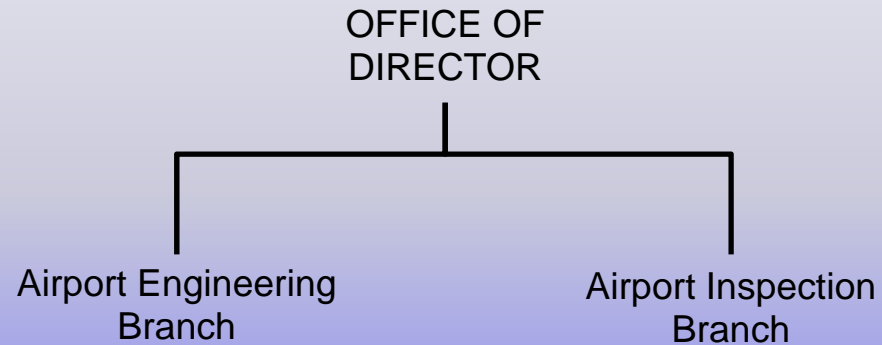 OFFICE OF
DIRECTOR
Airport Engineering
Branch
Airport Inspection
Branch